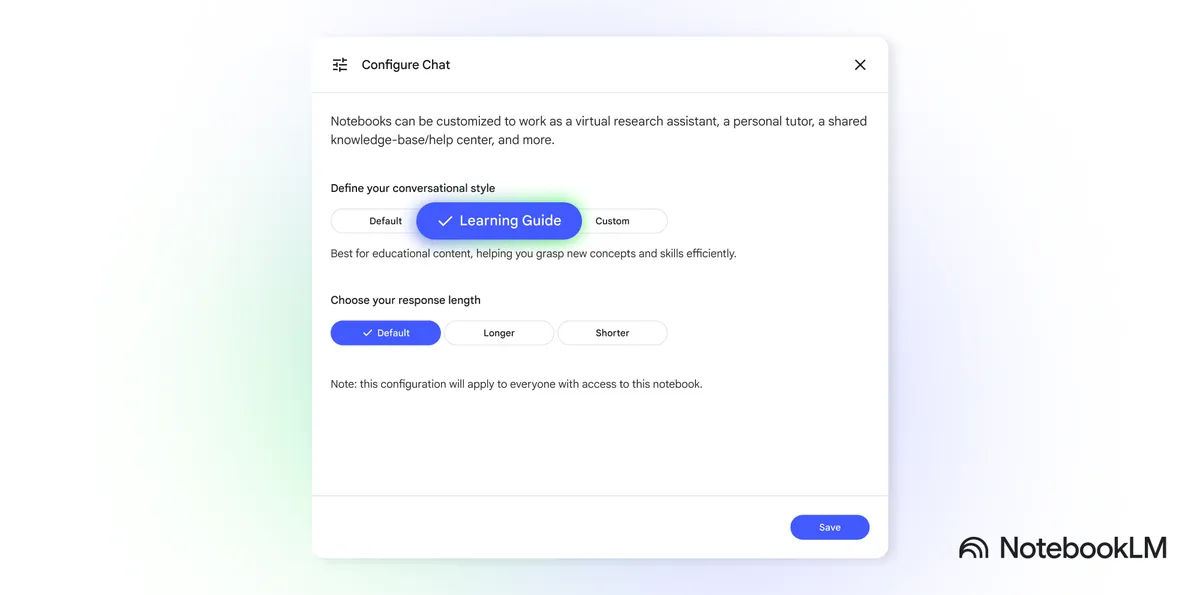 Configure Chat
Notebooks can be customized to work as a virtual research assistant, a personal tutor, a shared
knowledge-base/help center, and more.
Define your conversational style
Default
Learning Guide
Custom
Best for educational content, helping you grasp new concepts and skills efficiently.
Choose your response length
Default
Longer
Shorter
Note: this configuration will apply to everyone with access to this notebook.
Save
NotebookLM